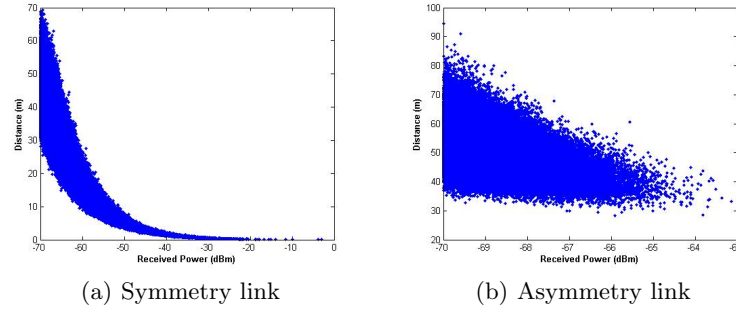 70
60
50
40
30
20
10
0
Distance (m)
-70 -60 -50 -40 -30 -20 -10 0
Received Power (dBm)
(a) Symmetry link
100
90
80
70
60
50
40
30
20
Distance (m)
-70 -69 -68 -67 -66 -65 -64
Received Power (dBm)
(b) Asymmetry link